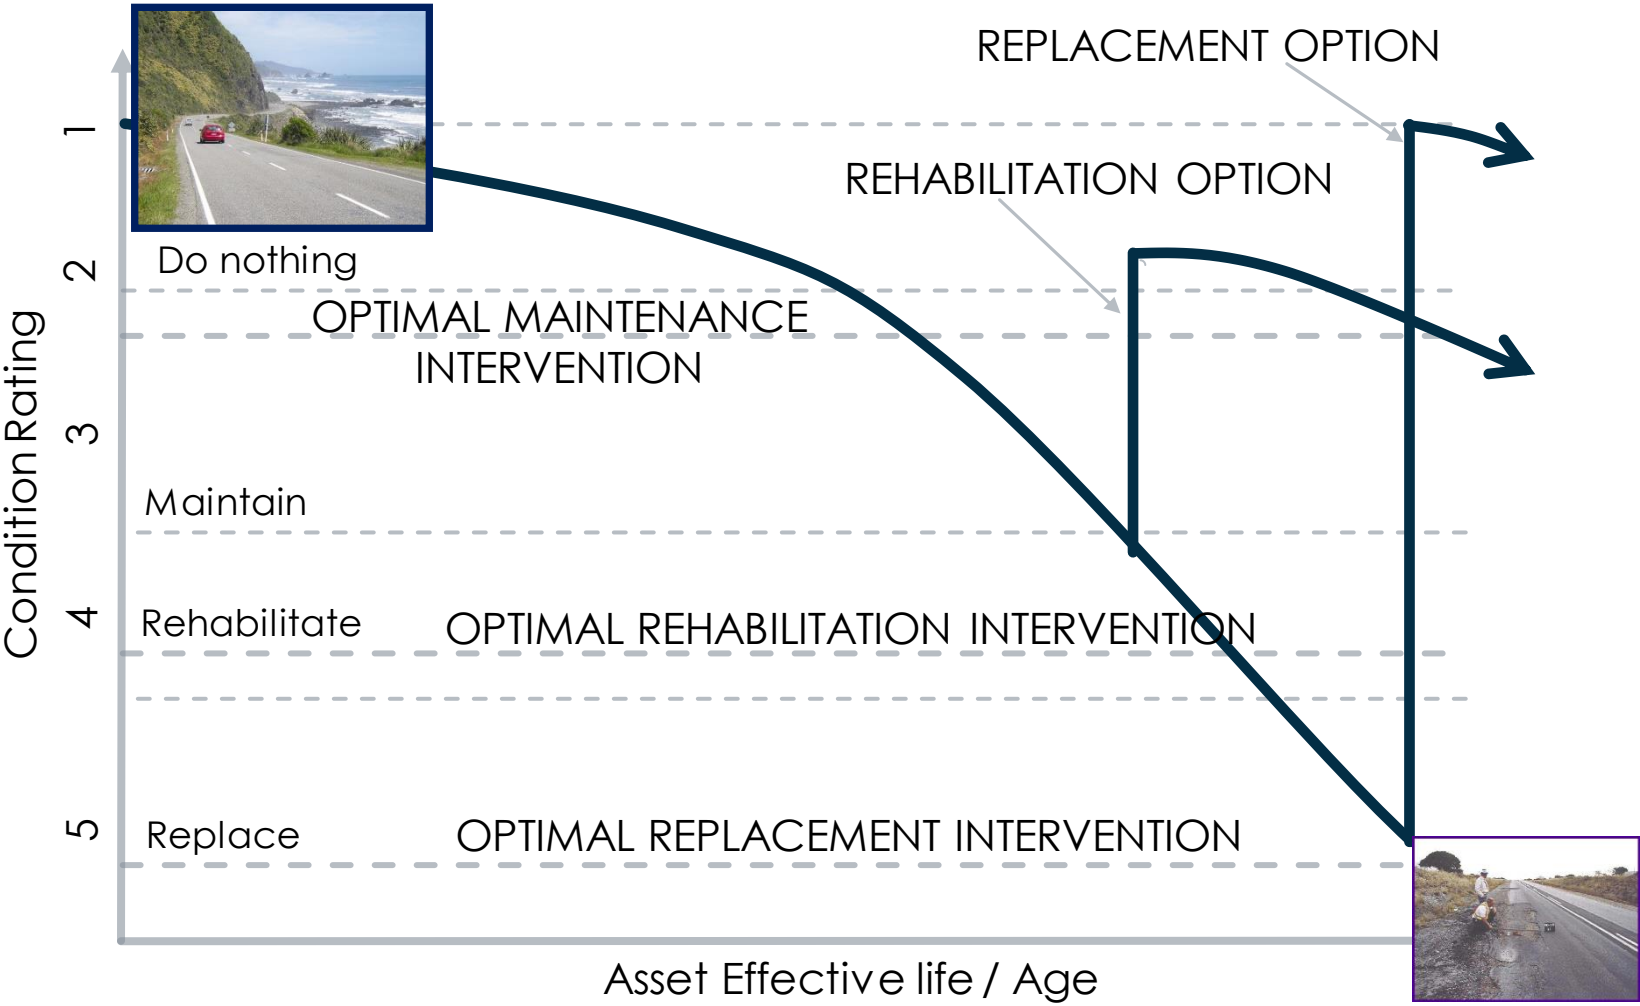 REPLACEMENT OPTION
1
REHABILITATION OPTION
2
Do nothing
OPTIMAL MAINTENANCE
INTERVENTION
Condition Rating
3
Maintain
4
Rehabilitate
OPTIMAL REHABILITATION INTERVENTION
5
Replace
OPTIMAL REPLACEMENT INTERVENTION
Asset Effective life / Age